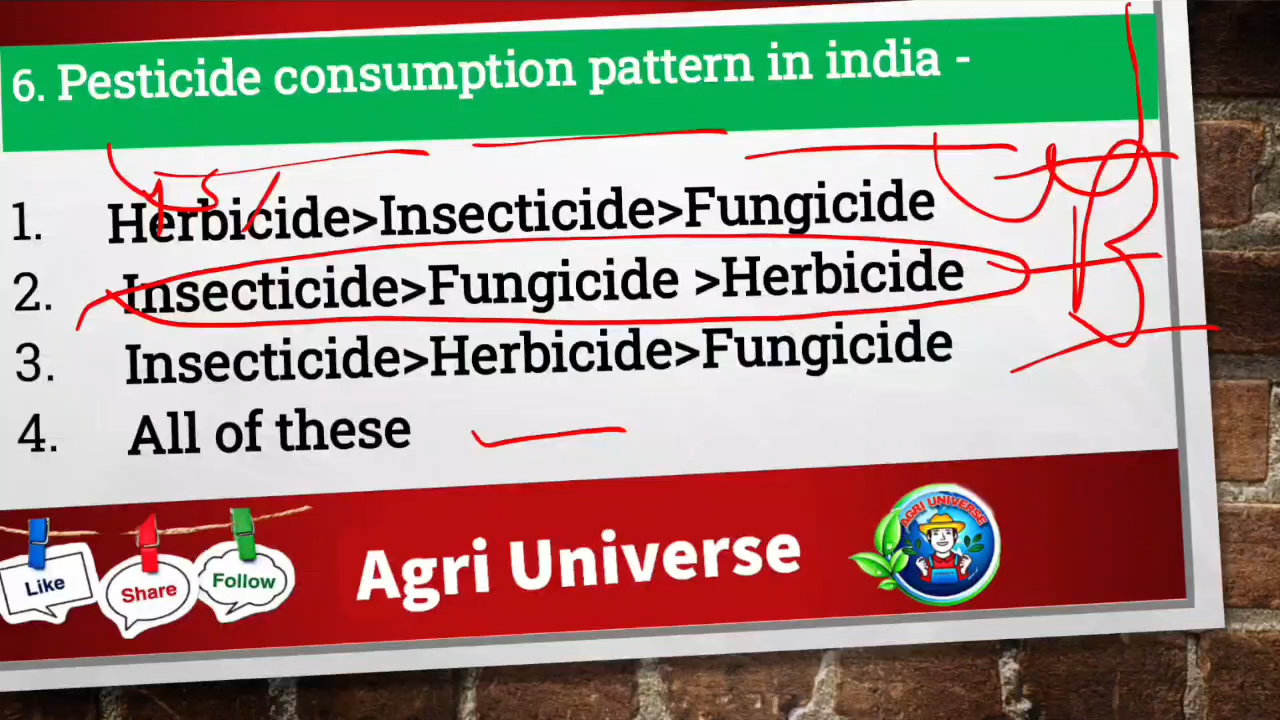 6. Pesticide consumption pattern in india -
1. Herbicide>Insecticide>Fungicide
2. Insecticide>Fungicide >Herbicide
3. Insecticide>Herbicide>Fungicide
4. All of these
Like
Share
Follow
Agri Universe
AGRI UNIVERSE